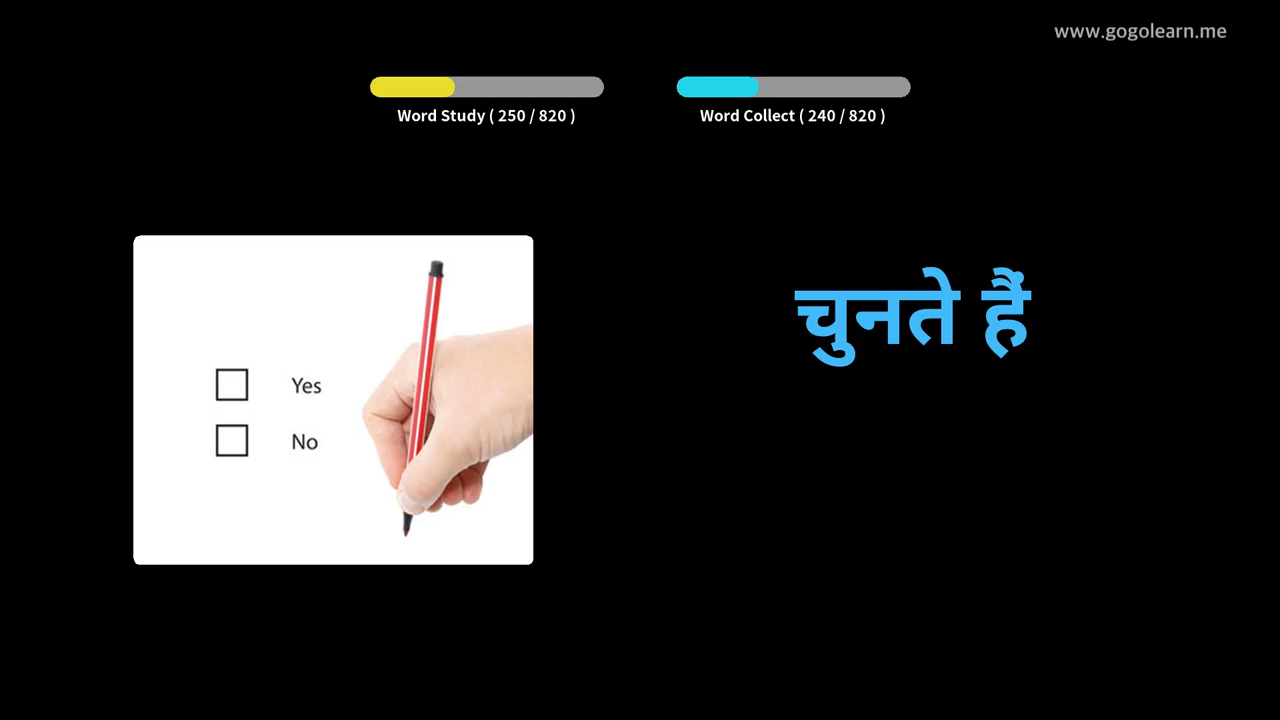 www.gogolearn.me
Word Study ( 250 / 820 )
Word Collect ( 240 / 820 )
चुनते हैं
Yes
No